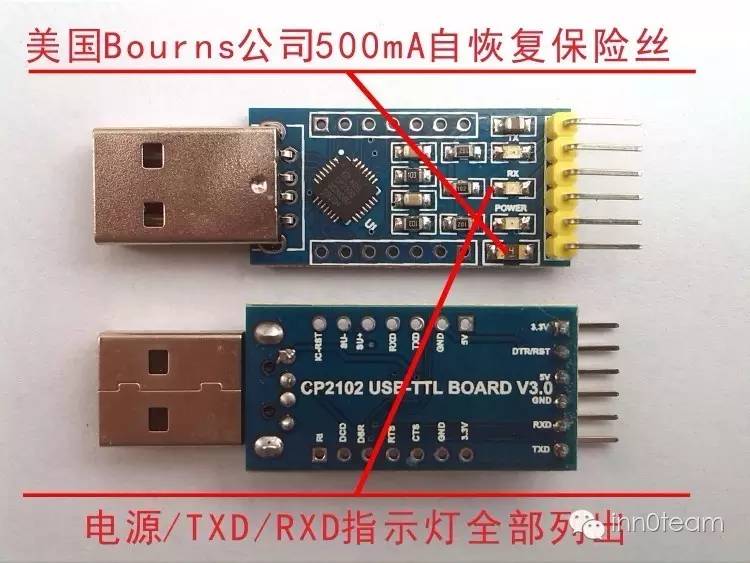 美国Bourns公司500mA自恢复保险丝
TX
103
RX
POWER
U1
3.3V
DTR/RST
5V
GND
RXD
TXD
IC-RST
SU-
SU+
RXD
TXD
GND
5V
CP2102 USB-TTL BOARD V3.0
RI
DCD
DSR
RTS
CTS
GND
3.3V
电源/TXD/RXD指示灯全部列出
ihn0team